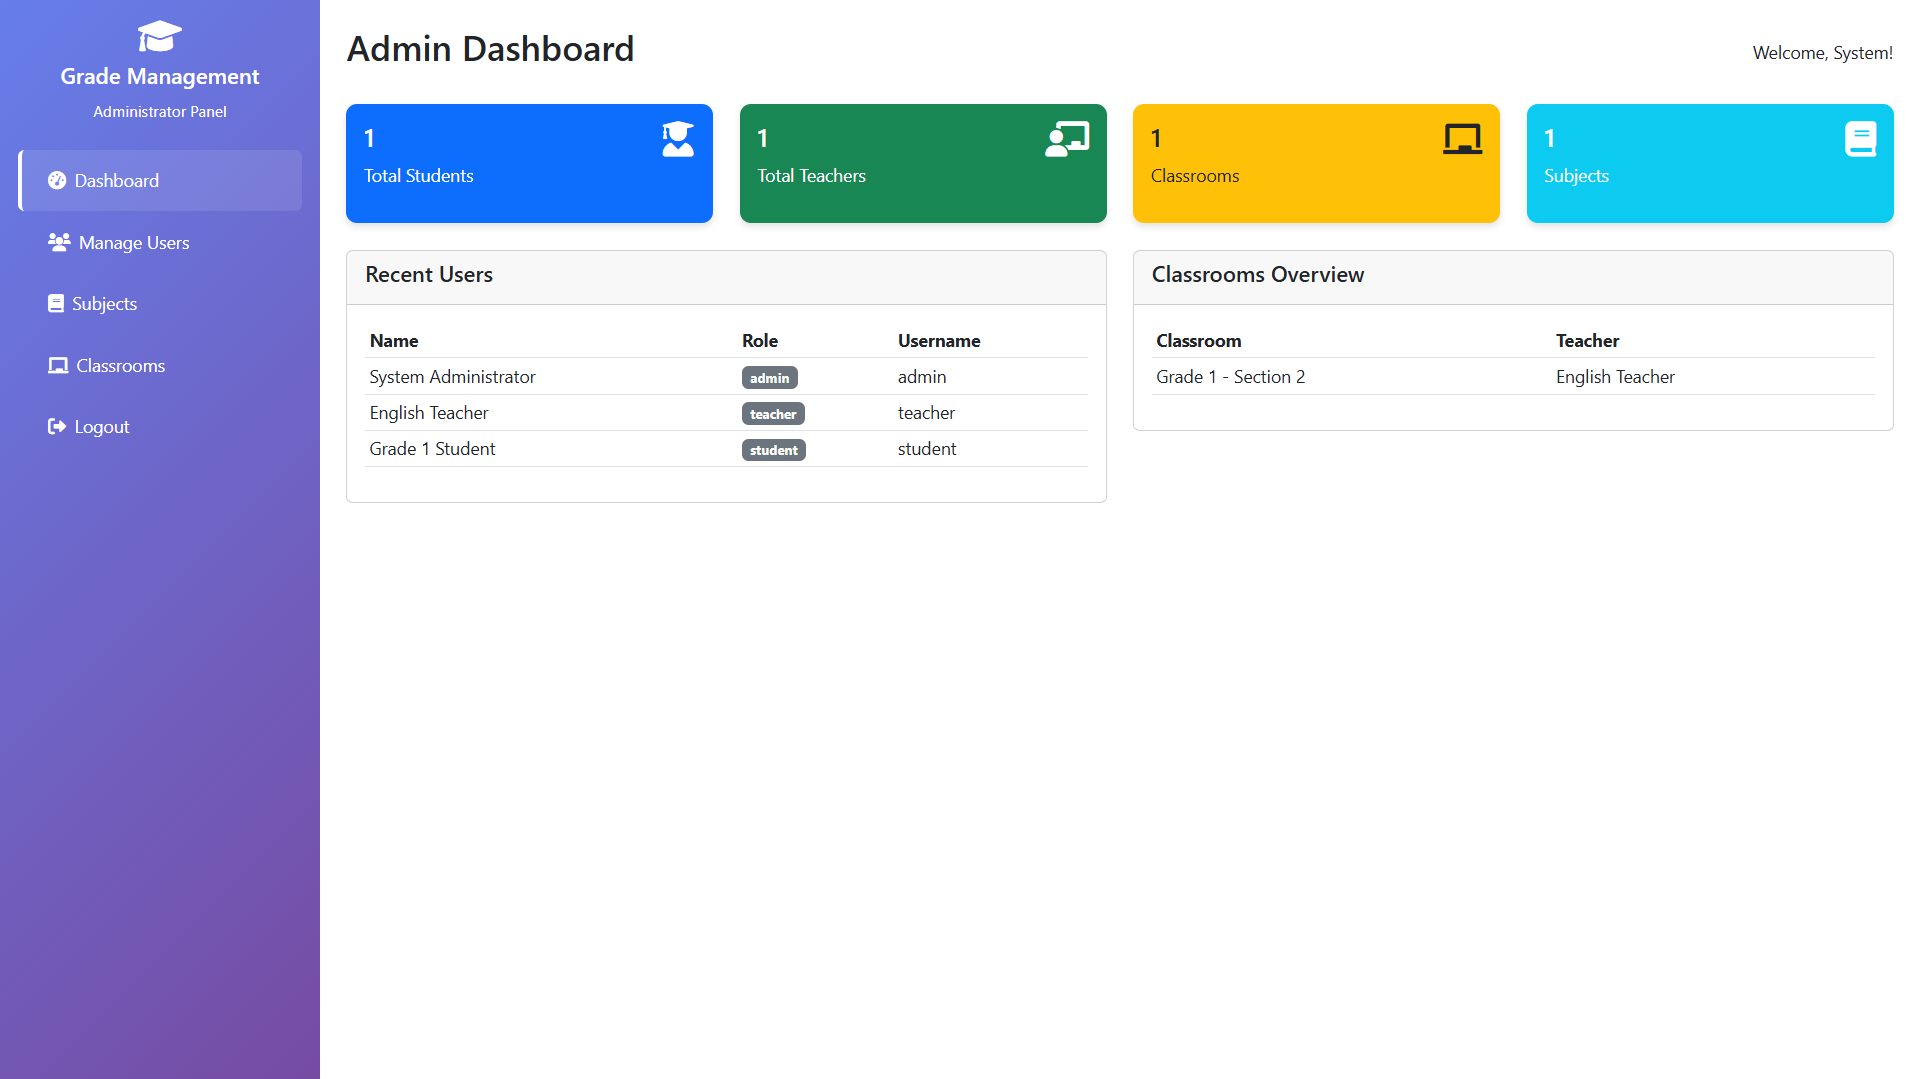 Grade Management
Administrator Panel
Dashboard
Manage Users
Subjects
Classrooms
Logout
Admin Dashboard
Welcome, System!
1
Total Students
1
Total Teachers
1
Classrooms
1
Subjects
Recent Users
Name Role Username
System Administrator admin admin
English Teacher teacher teacher
Grade 1 Student student student
Classrooms Overview
Classroom Teacher
Grade 1 - Section 2 English Teacher